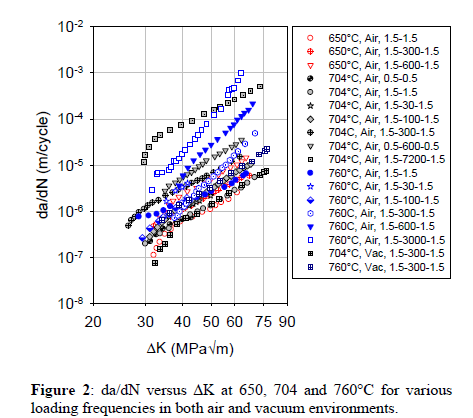 10-2
10-3
10-4
10-5
10-6
10-7
10-8
da/dN (m/cycle)
20 30 40 50 60 75 90
ΔK (MPa√m)
650°C, Air, 1.5-1.5
650°C, Air, 1.5-300-1.5
650°C, Air, 1.5-600-1.5
704°C, Air, 0.5-0.5
704°C, Air, 1.5-1.5
704°C, Air, 1.5-30-1.5
704°C, Air, 1.5-100-1.5
704C, Air, 1.5-300-1.5
704°C, Air, 0.5-600-0.5
704°C, Air, 1.5-7200-1.5
760°C, Air, 1.5-1.5
760°C, Air, 1.5-30-1.5
760°C, Air, 1.5-100-1.5
760C, Air, 1.5-300-1.5
760C, Air, 1.5-600-1.5
760°C, Air, 1.5-3000-1.5
704°C, Vac, 1.5-300-1.5
760°C, Vac, 1.5-300-1.5
Figure 2: da/dN versus ΔK at 650, 704 and 760°C for various
loading frequencies in both air and vacuum environments.